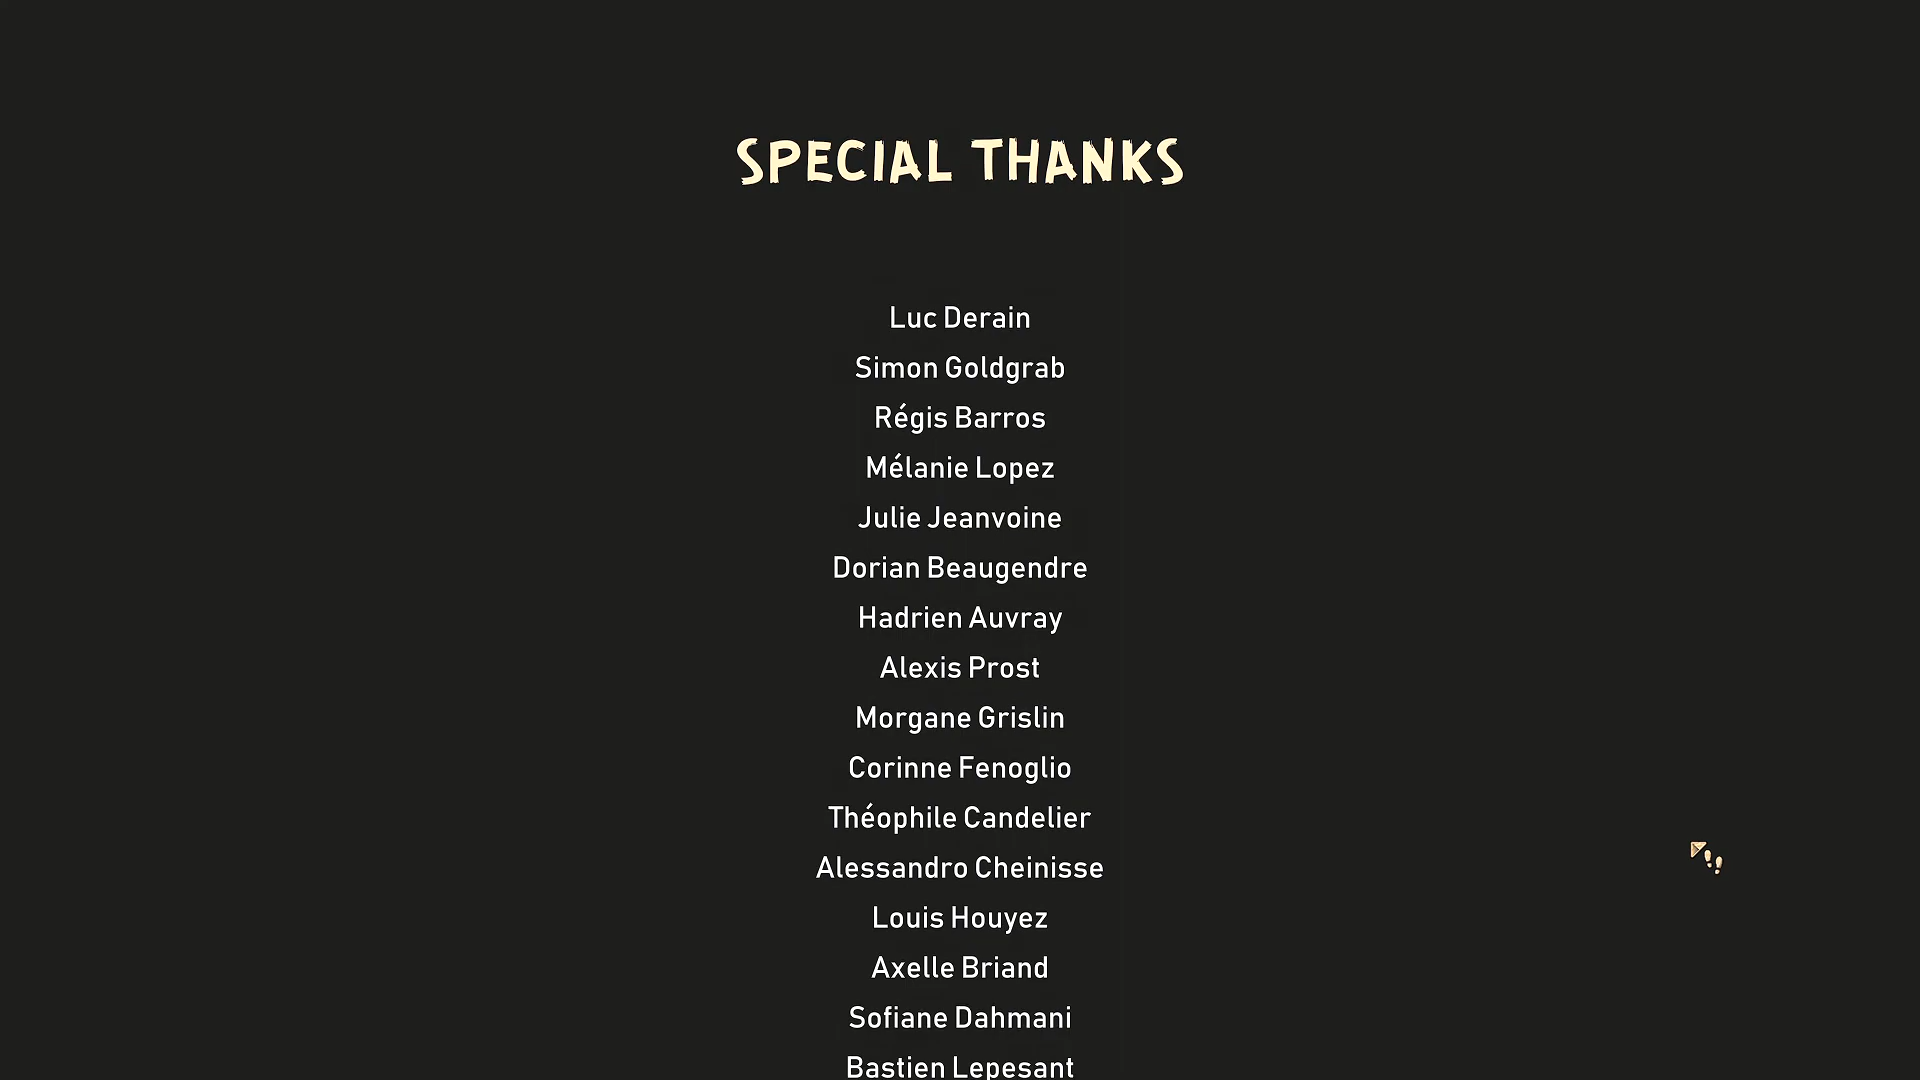 SPECIAL THANKS
Luc Derain
Simon Goldgrab
Régis Barros
Mélanie Lopez
Julie Jeanvoine
Dorian Beaugendre
Hadrien Auvray
Alexis Prost
Morgane Grislin
Corinne Fenoglio
Théophile Candelier
Alessandro Cheinisse
Louis Houyez
Axelle Briand
Sofiane Dahmani
Bastien Lepesant